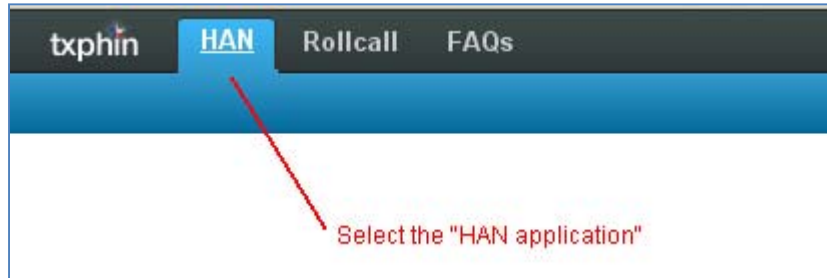 txphin HAN Rollcall FAQs
Select the "HAN application"